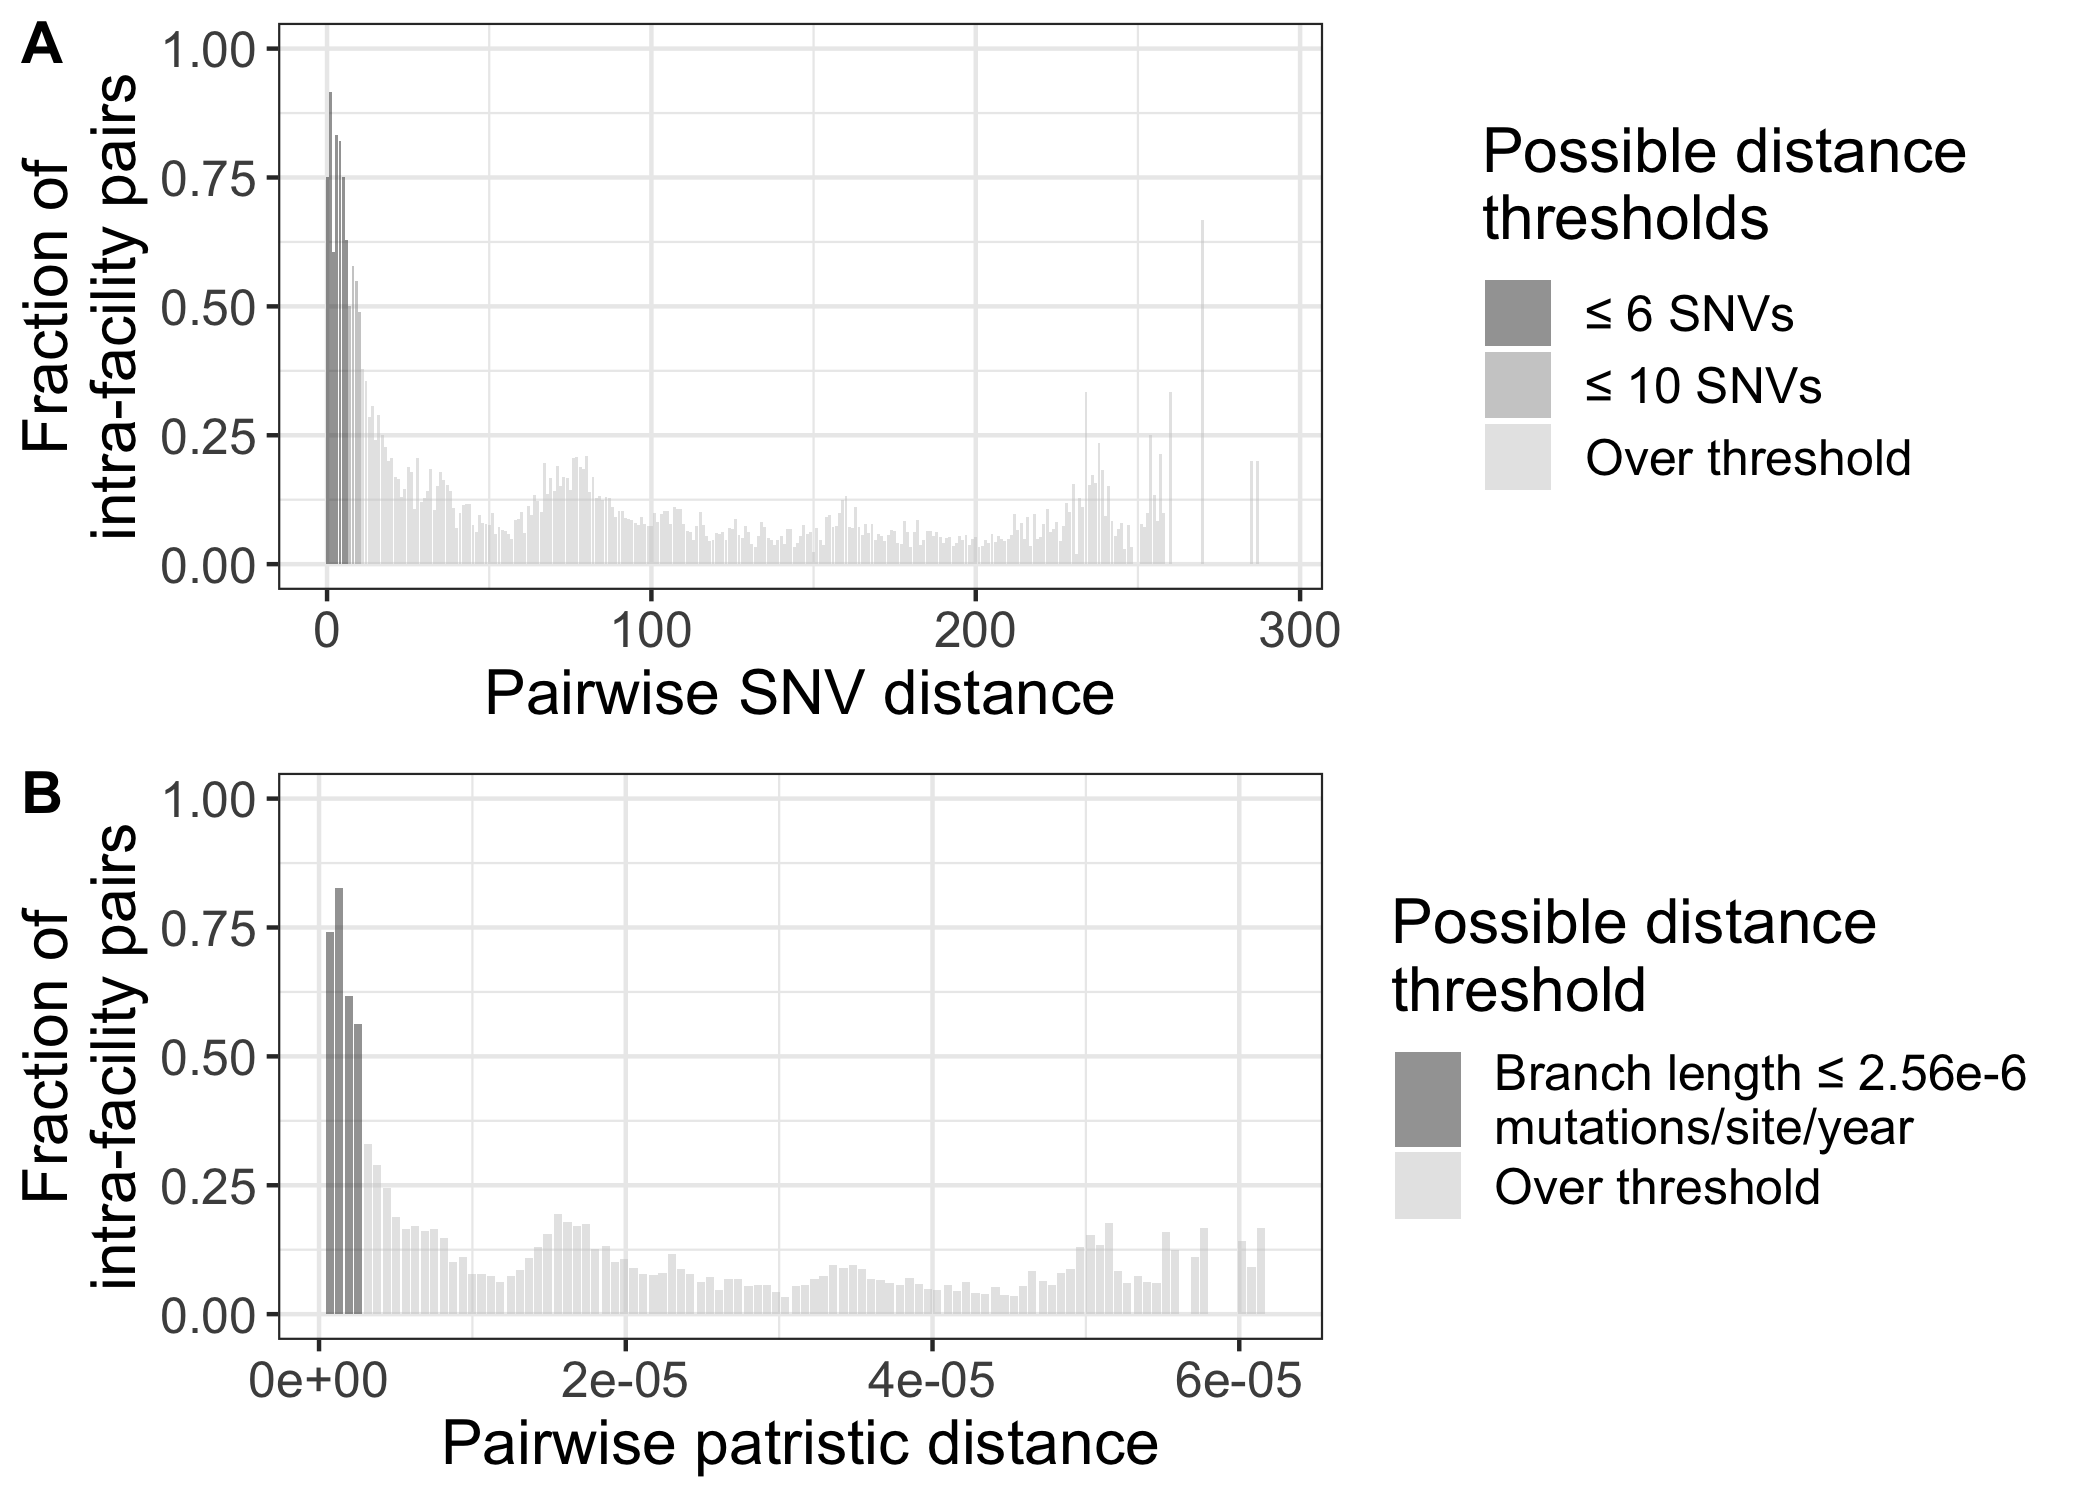 A
Fraction of
intra-facility pairs
1.00
0.75
0.50
0.25
0.00
0
100
200
300
Pairwise SNV distance
Possible distance
thresholds
≤ 6 SNVs
≤ 10 SNVs
Over threshold
B
Fraction of
intra-facility pairs
1.00
0.75
0.50
0.25
0.00
0e+00
2e-05
4e-05
6e-05
Pairwise patristic distance
Possible distance
threshold
Branch length ≤ 2.56e-6
mutations/site/year
Over threshold